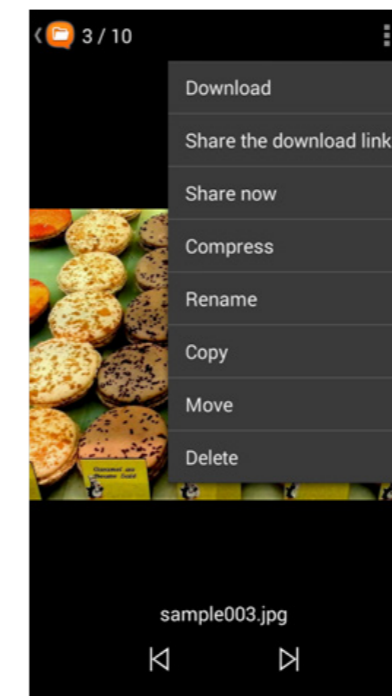 3 / 10
Download
Share the download link
Share now
Compress
Rename
Copy
Move
Delete
sample003.jpg